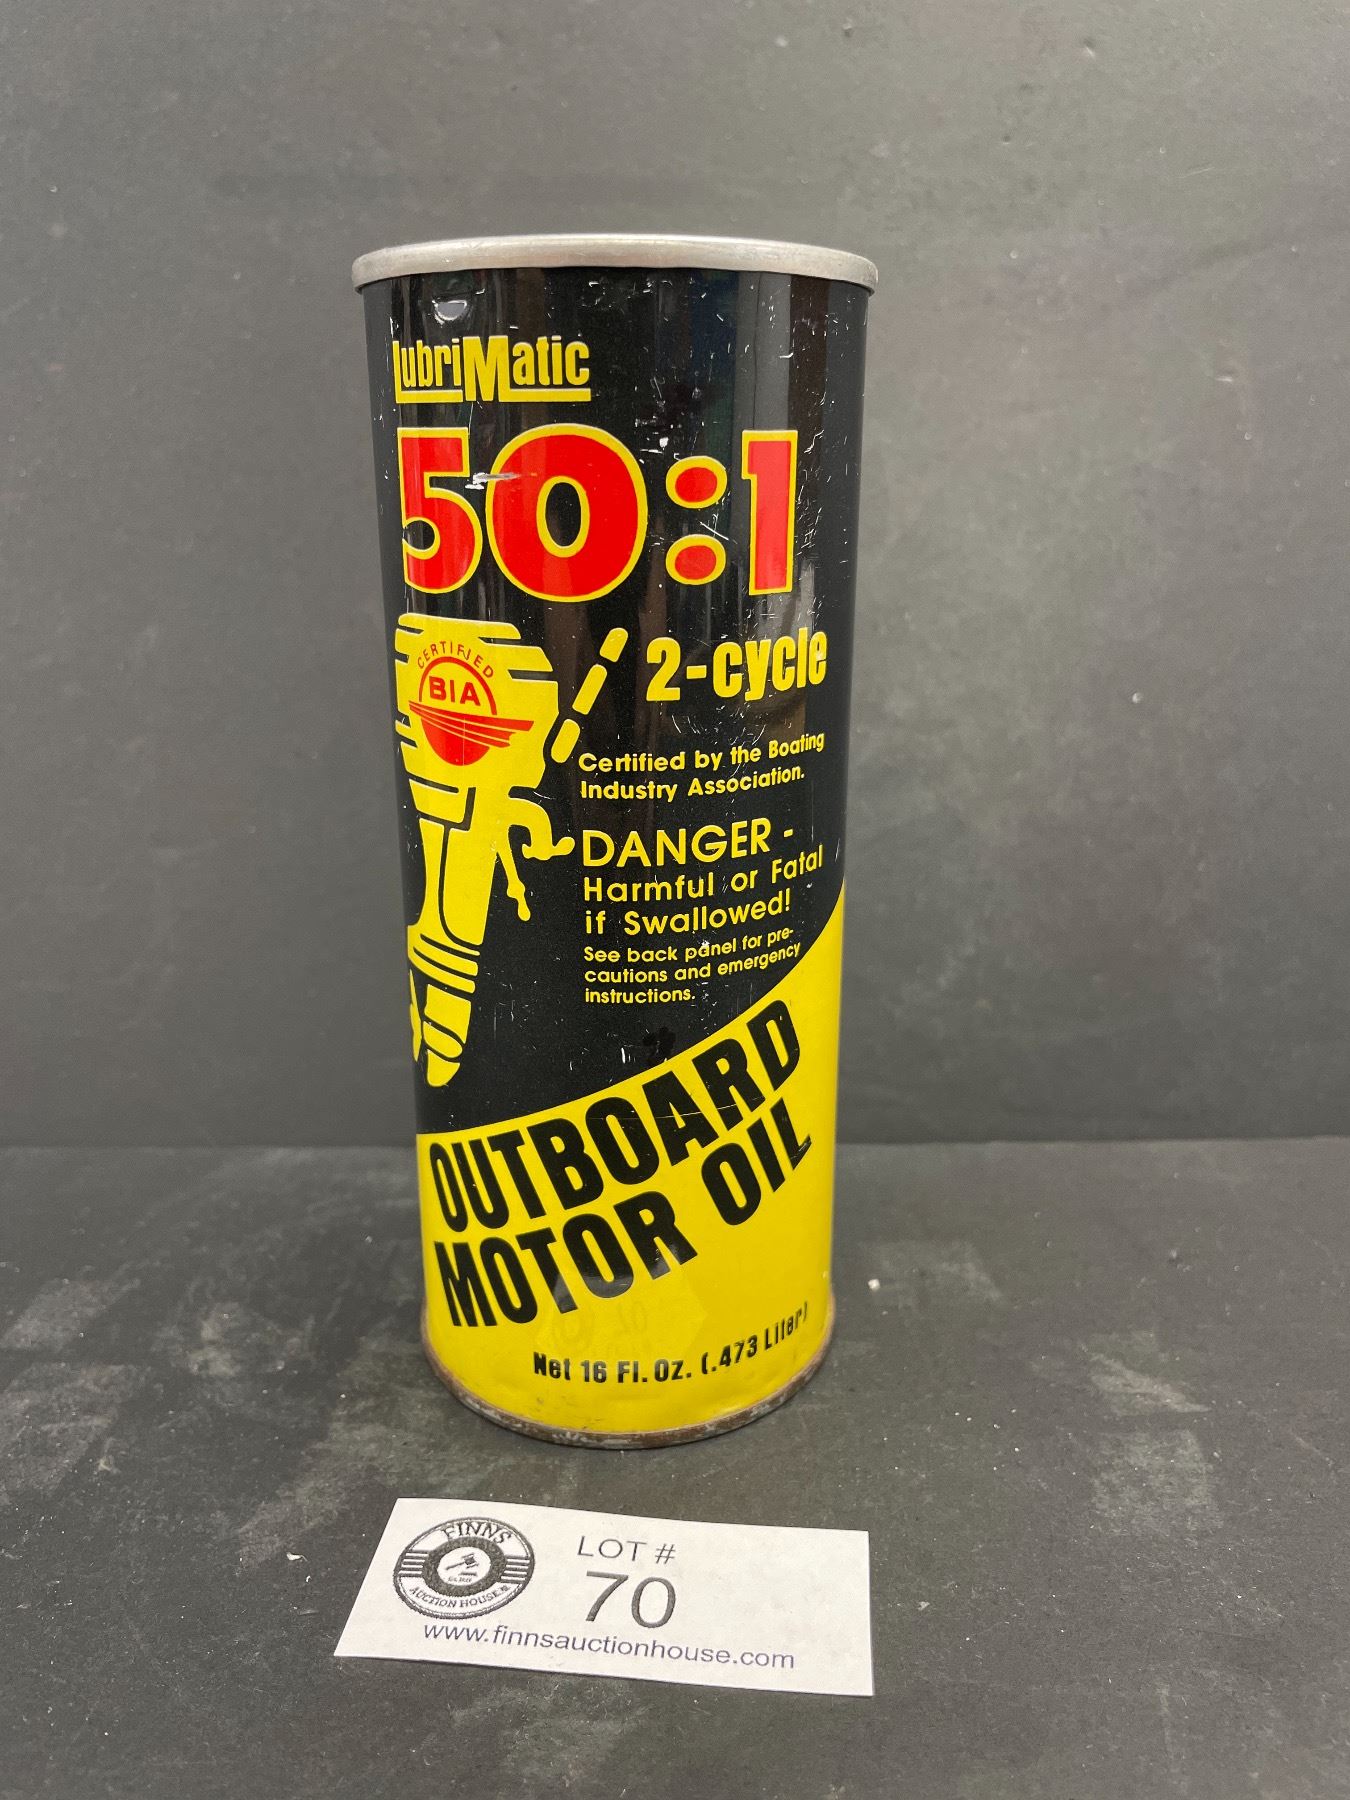 LubriMatic
50:1
CERTIFIED
BIA
2-cycle
Certified by the Boating
Industry Association.
DANGER -
Harmful or Fatal
if Swallowed!
See back panel for pre-
cautions and emergency
instructions.
OUTBOARD
MOTOR OIL
Net 16 Fl. Oz. (.473 Liter)
FINNS
AUCTION HOUSE
LOT #
70
www.finnsauctionhouse.com